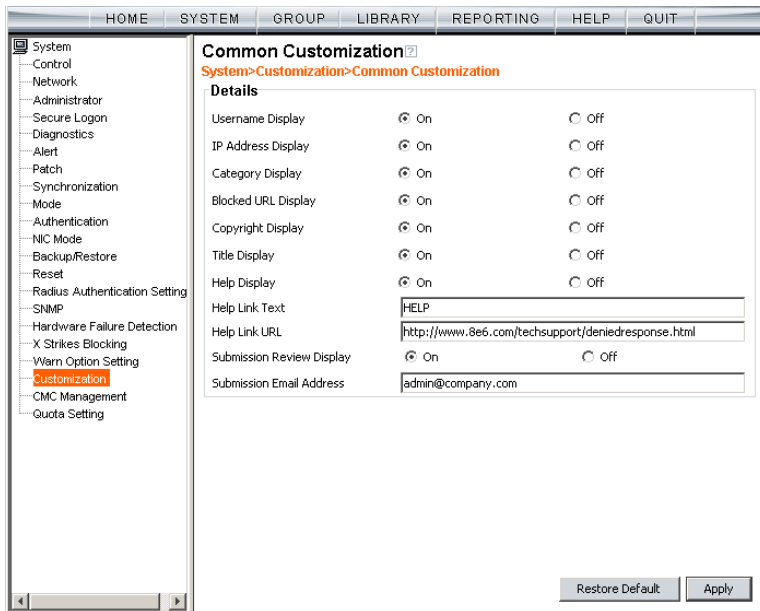 HOME SYSTEM GROUP LIBRARY REPORTING HELP QUIT
System
Control
Network
Administrator
Secure Logon
Diagnostics
Alert
Patch
Synchronization
Mode
Authentication
NIC Mode
Backup/Restore
Reset
Radius Authentication Setting
SNMP
Hardware Failure Detection
X Strikes Blocking
Warn Option Setting
Customization
CMC Management
Quota Setting
Common Customization ?
System>Customization>Common Customization
Details
Username Display On Off
IP Address Display On Off
Category Display On Off
Blocked URL Display On Off
Copyright Display On Off
Title Display On Off
Help Display On Off
Help Link Text HELP
Help Link URL http://www.8e6.com/techsupport/deniedresponse.html
Submission Review Display On Off
Submission Email Address admin@company.com
Restore Default Apply